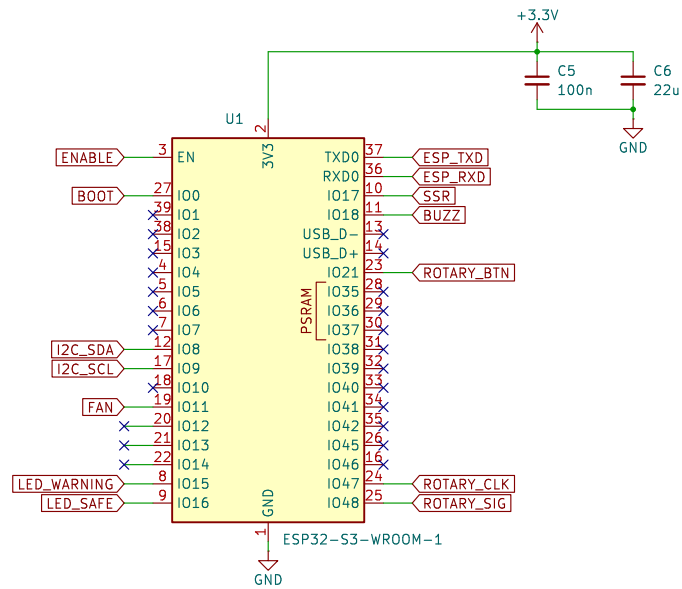 +3.3V
C5
100n
C6
22u
GND
U1
2
3V3
ENABLE 3 EN TXD0 37 ESP_TXD
RXD0 36 ESP_RXD
BOOT 27 IO0 IO17 10 SSR
39 IO1 IO18 11 BUZZ
38 IO2 USB_D- 13
15 IO3 USB_D+ 14
4 IO4 IO21 23 ROTARY_BTN
5 IO5 IO35 28
6 IO6 IO36 29
7 IO7 IO37 30
PSRAM
I2C_SDA 12 IO8 IO38 31
I2C_SCL 17 IO9 IO39 32
18 IO10 IO40 33
FAN 19 IO11 IO41 34
20 IO12 IO42 35
21 IO13 IO45 26
22 IO14 IO46 16
LED_WARNING 8 IO15 IO47 24 ROTARY_CLK
LED_SAFE 9 IO16 IO48 25 ROTARY_SIG
GND
1
ESP32-S3-WROOM-1
GND